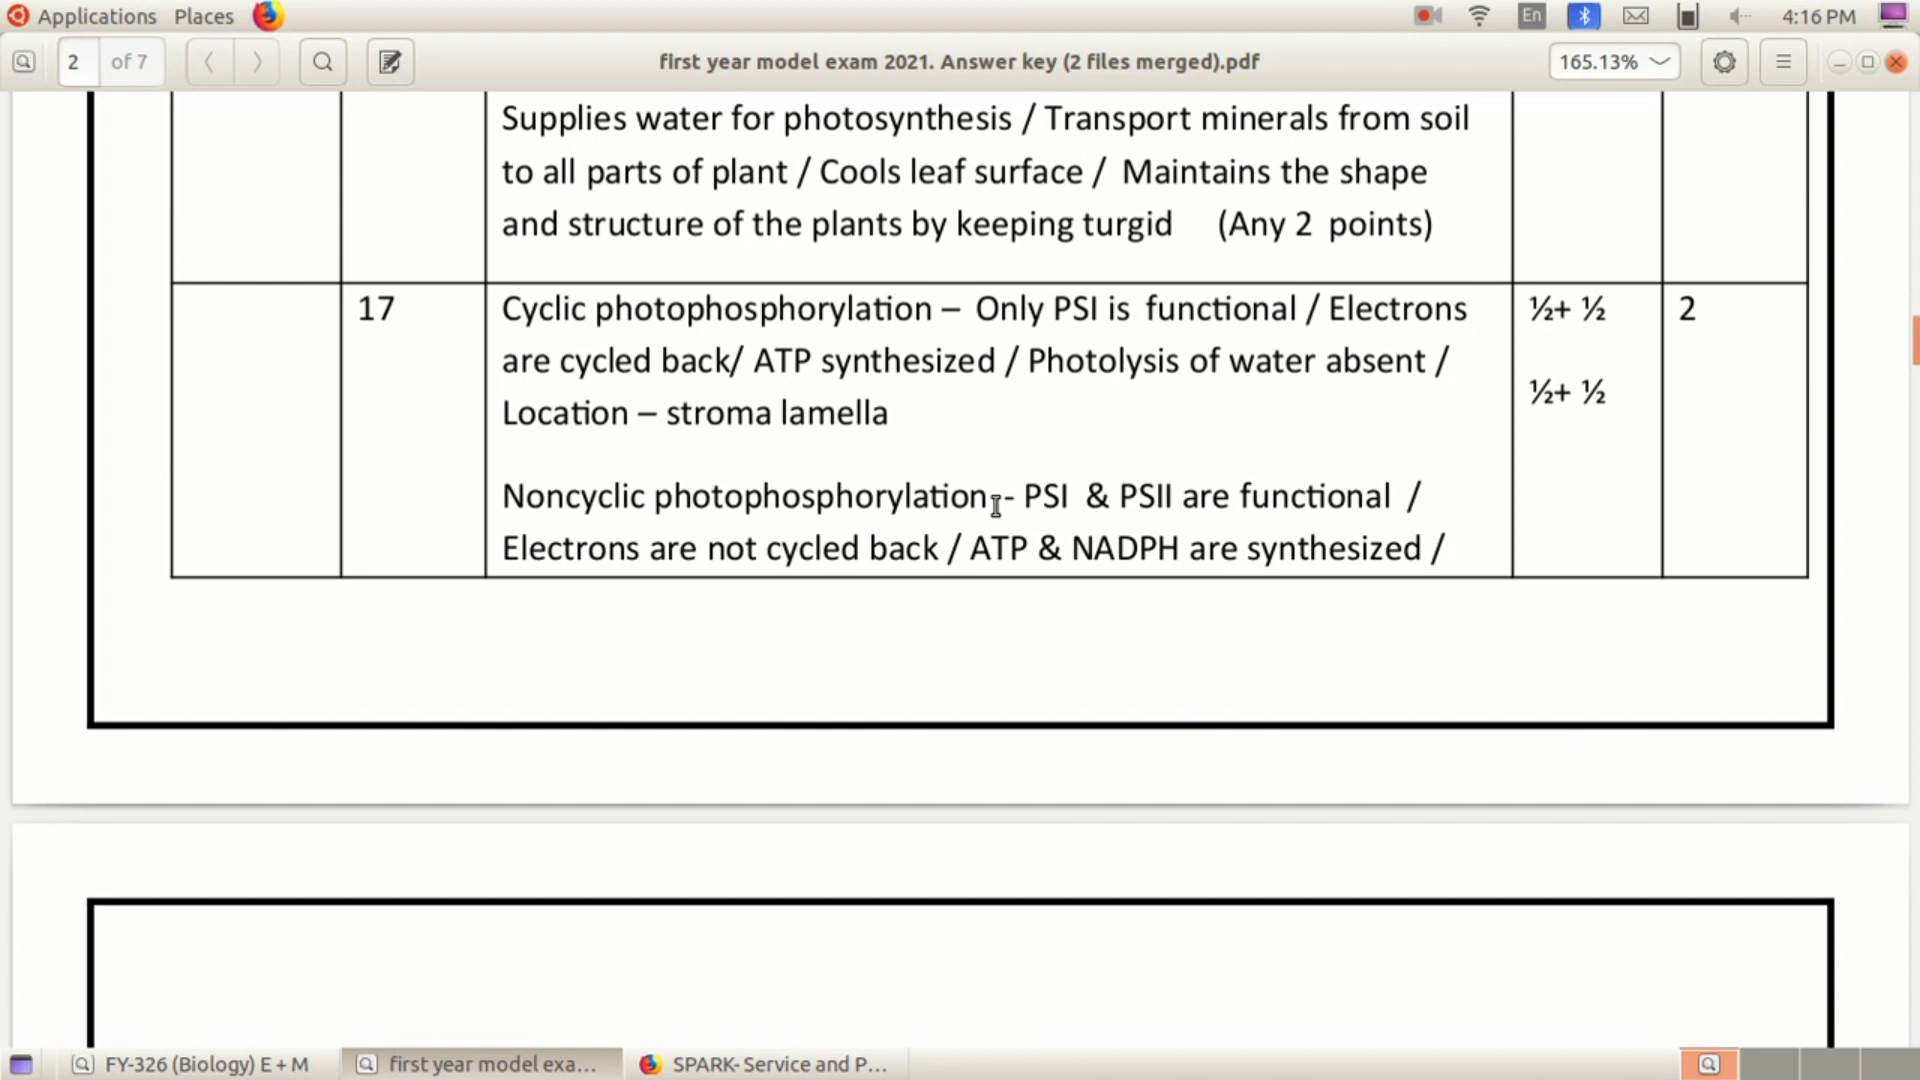 Applications Places En 4:16 PM
2 of 7 first year model exam 2021. Answer key (2 files merged).pdf 165.13%
Supplies water for photosynthesis / Transport minerals from soil
to all parts of plant / Cools leaf surface / Maintains the shape
and structure of the plants by keeping turgid (Any 2 points)
17 Cyclic photophosphorylation – Only PSI is functional / Electrons ½+ ½ 2
are cycled back/ ATP synthesized / Photolysis of water absent /
½+ ½
Location – stroma lamella
Noncyclic photophosphorylation - PSI & PSII are functional /
Electrons are not cycled back / ATP & NADPH are synthesized /
FY-326 (Biology) E + M first year model exa... SPARK- Service and P...